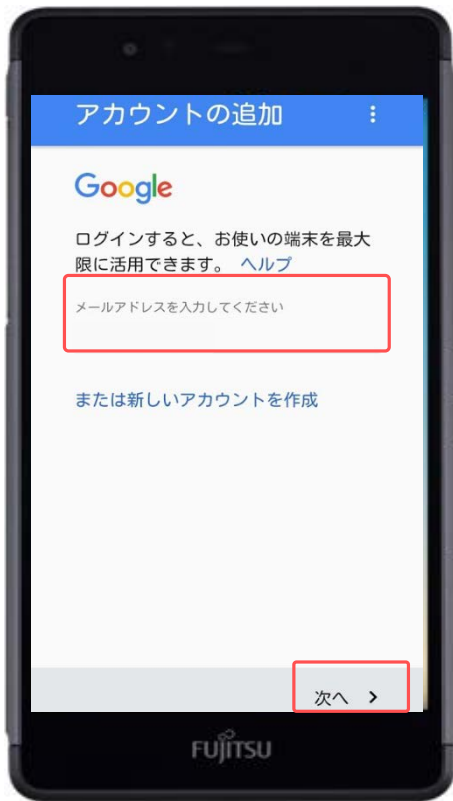 アカウントの追加
Google
ログインすると、お使いの端末を最大
限に活用できます。 ヘルプ
メールアドレスを入力してください
または新しいアカウントを作成
次へ
FUJITSU